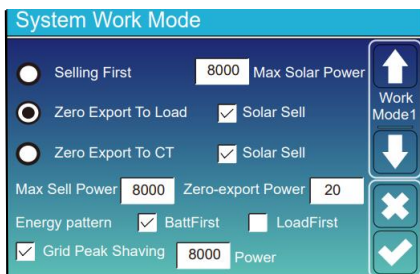 System Work Mode
Selling First 8000 Max Solar Power
Zero Export To Load Solar Sell
Zero Export To CT Solar Sell
Max Sell Power 8000 Zero-export Power 20
Energy pattern BattFirst LoadFirst
Grid Peak Shaving 8000 Power
Work
Mode1